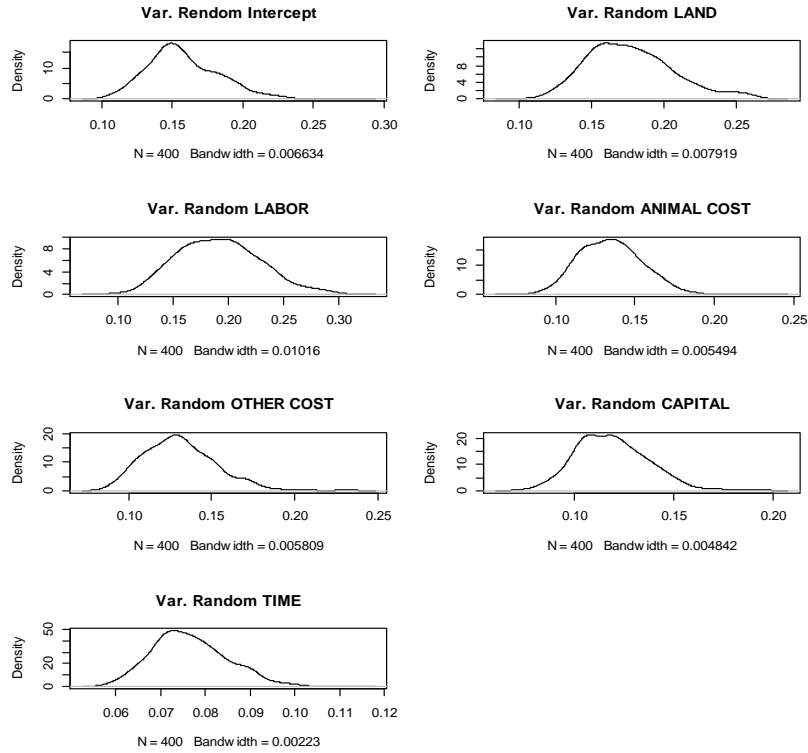 Var. Rendom Intercept
Density
0 10
0.10 0.15 0.20 0.25 0.30
N = 400 Bandwidth = 0.006634
Var. Random LAND
Density
0 4 8
0.10 0.15 0.20 0.25
N = 400 Bandwidth = 0.007919
Var. Random LABOR
Density
0 4 8
0.10 0.15 0.20 0.25 0.30
N = 400 Bandwidth = 0.01016
Var. Random ANIMAL COST
Density
0 10
0.10 0.15 0.20 0.25
N = 400 Bandwidth = 0.005494
Var. Random OTHER COST
Density
0 10 20
0.10 0.15 0.20 0.25
N = 400 Bandwidth = 0.005809
Var. Random CAPITAL
Density
0 10 20
0.10 0.15 0.20
N = 400 Bandwidth = 0.004842
Var. Random TIME
Density
0 20 50
0.06 0.07 0.08 0.09 0.10 0.11 0.12
N = 400 Bandwidth = 0.00223